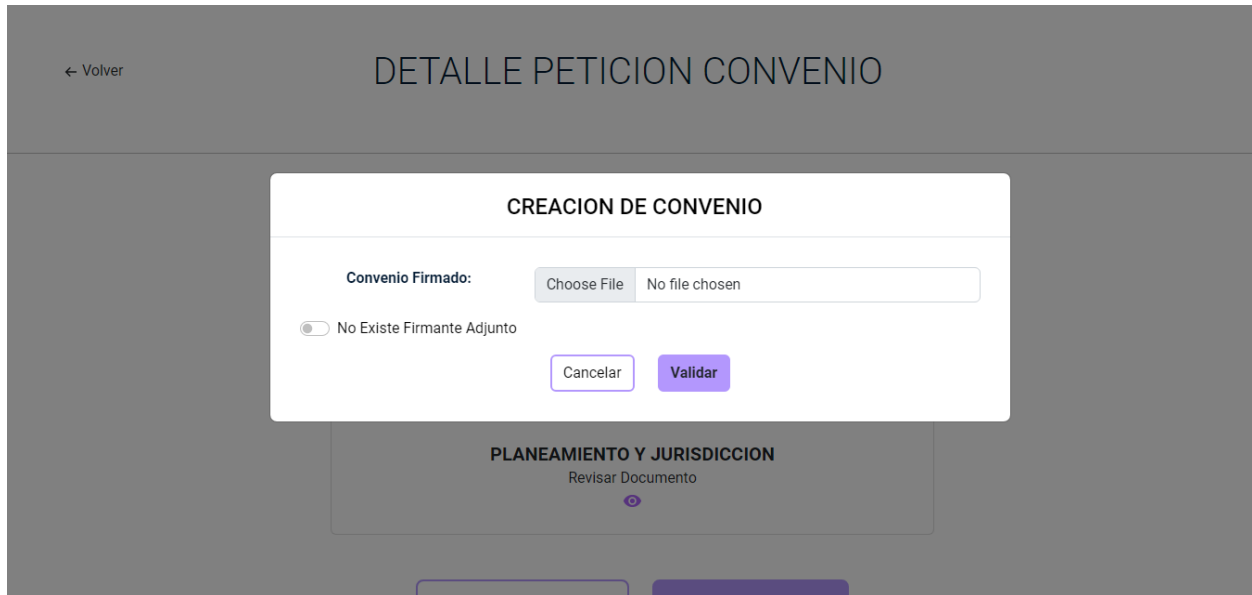 ← Volver
DETALLE PETICION CONVENIO
CREACION DE CONVENIO
Convenio Firmado:
Choose File No file chosen
No Existe Firmante Adjunto
Cancelar Validar
PLANEAMIENTO Y JURISDICCION
Revisar Documento